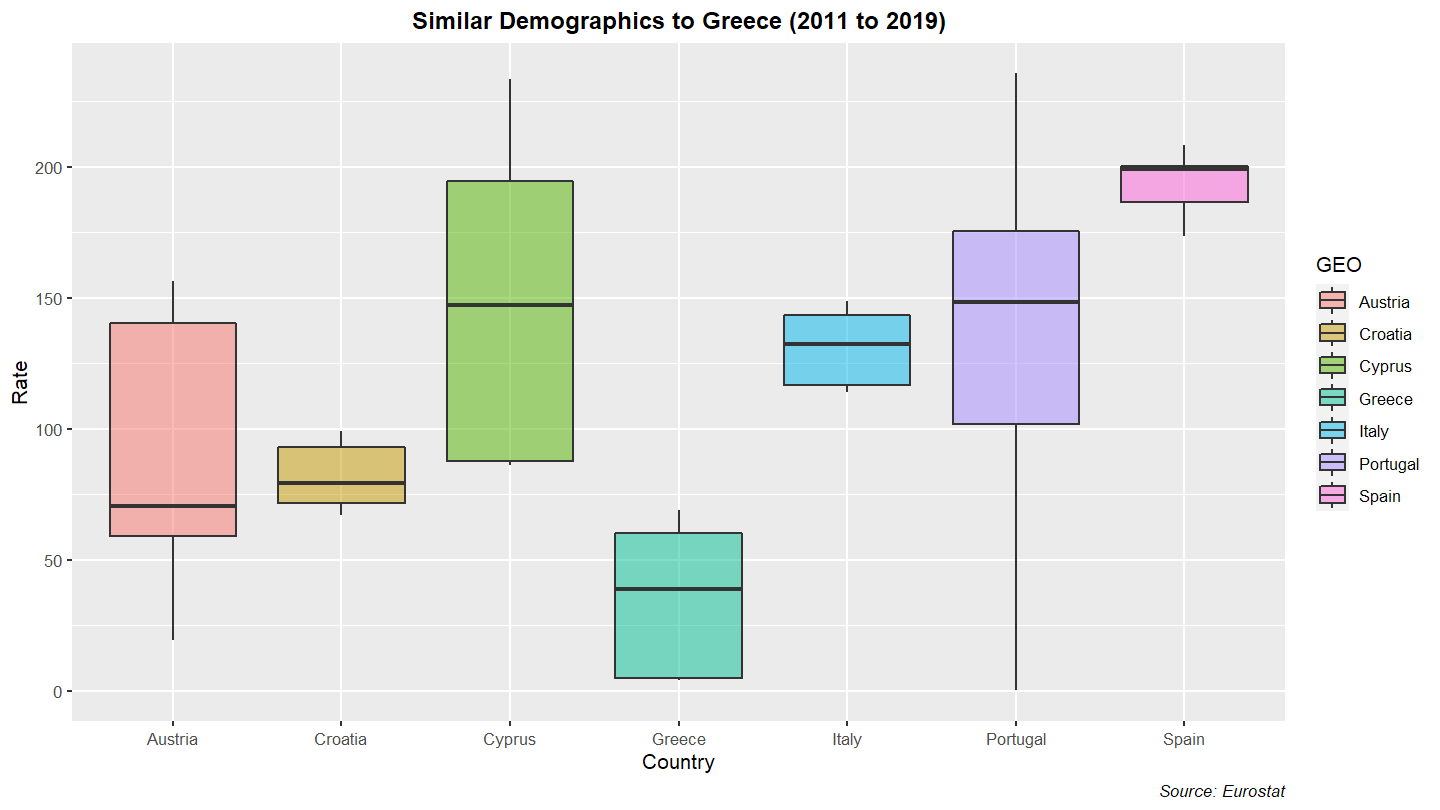 Similar Demographics to Greece (2011 to 2019)
Rate
200
150
100
50
0
Austria Croatia Cyprus Greece Italy Portugal Spain
Country
GEO
Austria
Croatia
Cyprus
Greece
Italy
Portugal
Spain
Source: Eurostat